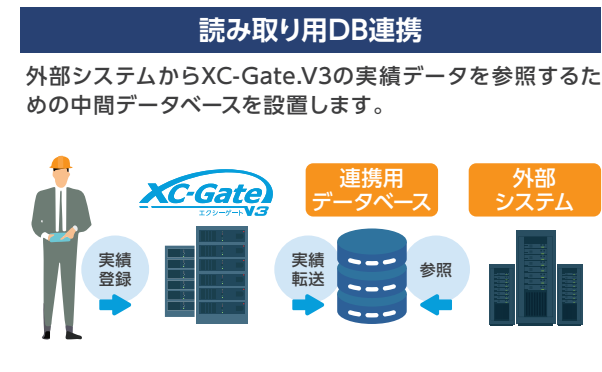 読み取り用DB連携
外部システムからXC-Gate.V3の実績データを参照するた
めの中間データベースを設置します。
XC-Gate
エクシーゲート V3
連携用
データベース
外部
システム
実績
登録
実績
転送
参照